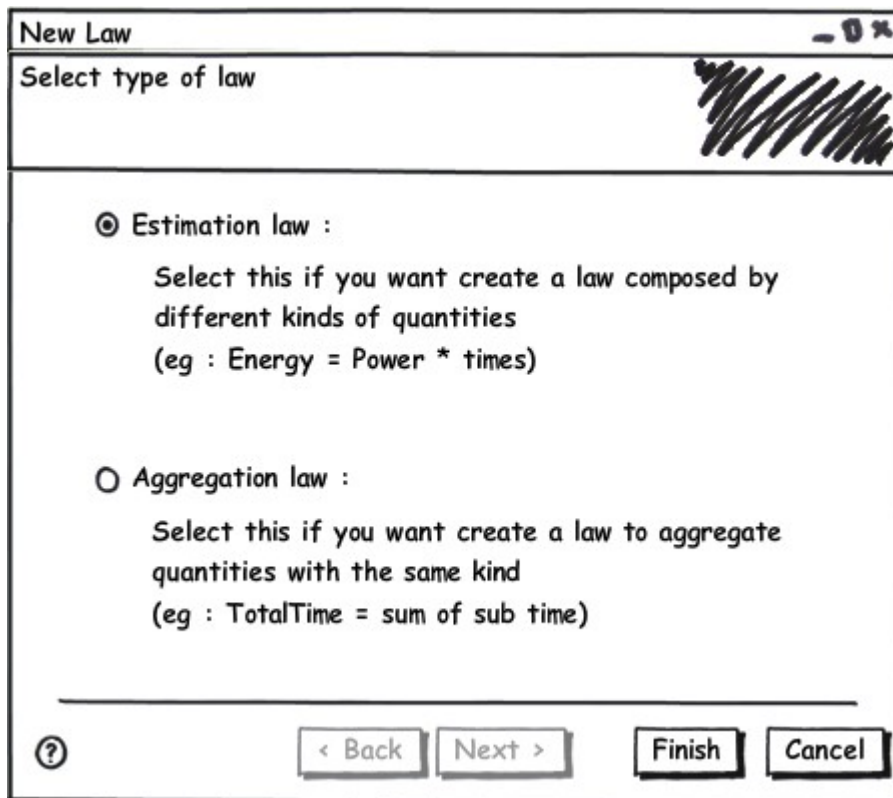 New Law
Select type of law
Estimation law :
Select this if you want create a law composed by
different kinds of quantities
(eg : Energy = Power * times)
Aggregation law :
Select this if you want create a law to aggregate
quantities with the same kind
(eg : TotalTime = sum of sub time)
? < Back Next > Finish Cancel